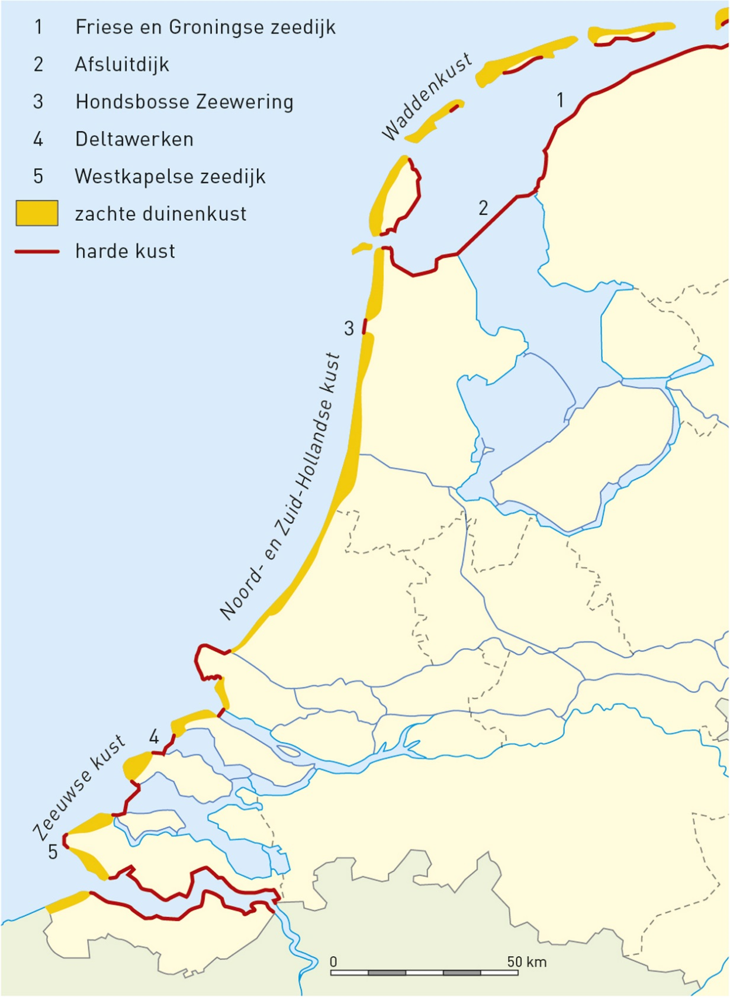 1 Friese en Groningse zeedijk
2 Afsluitdijk
3 Hondsbosse Zeewering
4 Deltawerken
5 Westkapelse zeedijk
zachte duinenkust
harde kust
Waddenkust
1
2
3
Noord- en Zuid-Hollandse kust
4
Zeeuwse kust
5
0 50 km